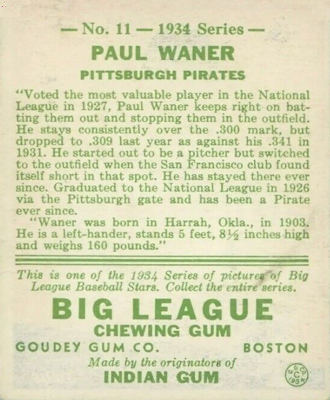 — No. 11 — 1934 Series —
PAUL WANER
PITTSBURGH PIRATES
"Voted the most valuable player in the National
League in 1927, Paul Waner keeps right on bat-
ting them out and stopping them in the outfield.
He stays consistently over the .300 mark, but
dropped to .309 last year as against his .341 in
1931. He started out to be a pitcher but switched
to the outfield when the San Francisco club found
itself short in that spot. He has stayed there ever
since. Graduated to the National League in 1926
via the Pittsburgh gate and has been a Pirate
ever since.
"Waner was born in Harrah, Okla., in 1903.
He is a left-hander, stands 5 feet, 8½ inches high
and weighs 160 pounds."
This is one of the 1934 Series of pictures of Big
League Baseball Stars. Collect the entire series.
BIG LEAGUE
CHEWING GUM
GOUDEY GUM CO. BOSTON
Made by the originators of
INDIAN GUM
C
1934